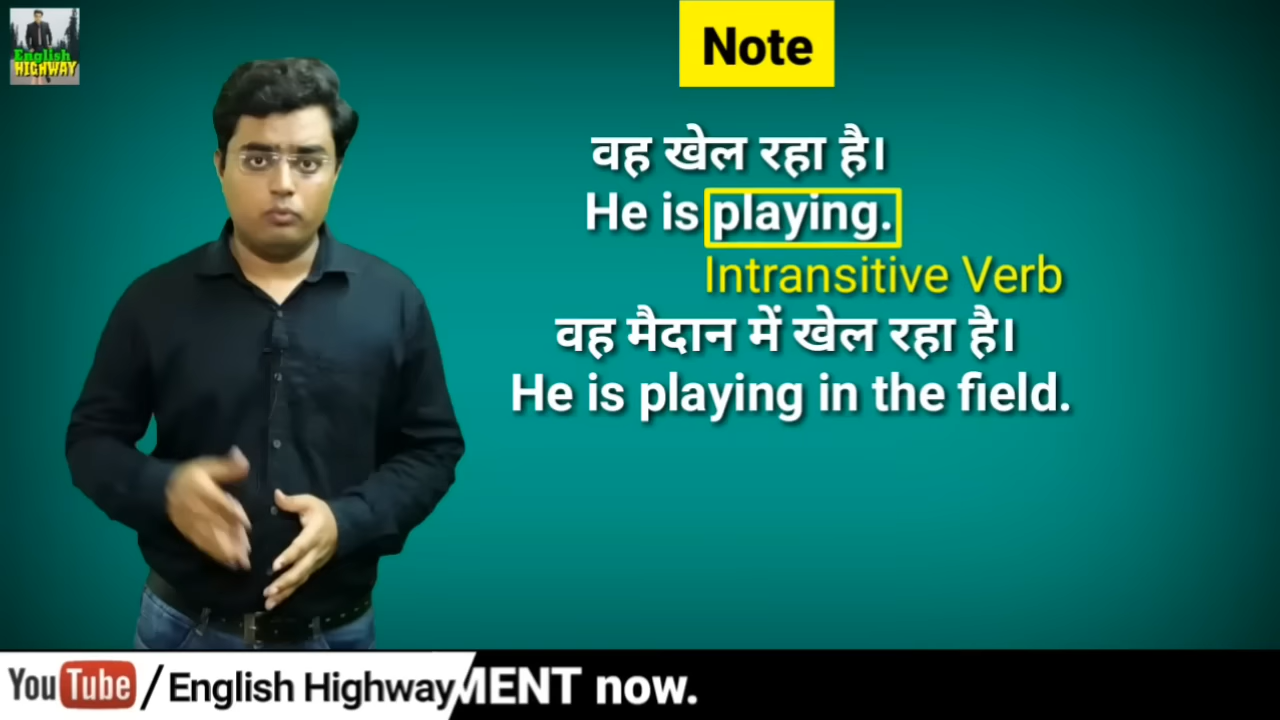 English
HIGHWAY
Note
वह खेल रहा है।
He is playing.
Intransitive Verb
वह मैदान में खेल रहा है।
He is playing in the field.
YouTube / English Highway
MENT now.